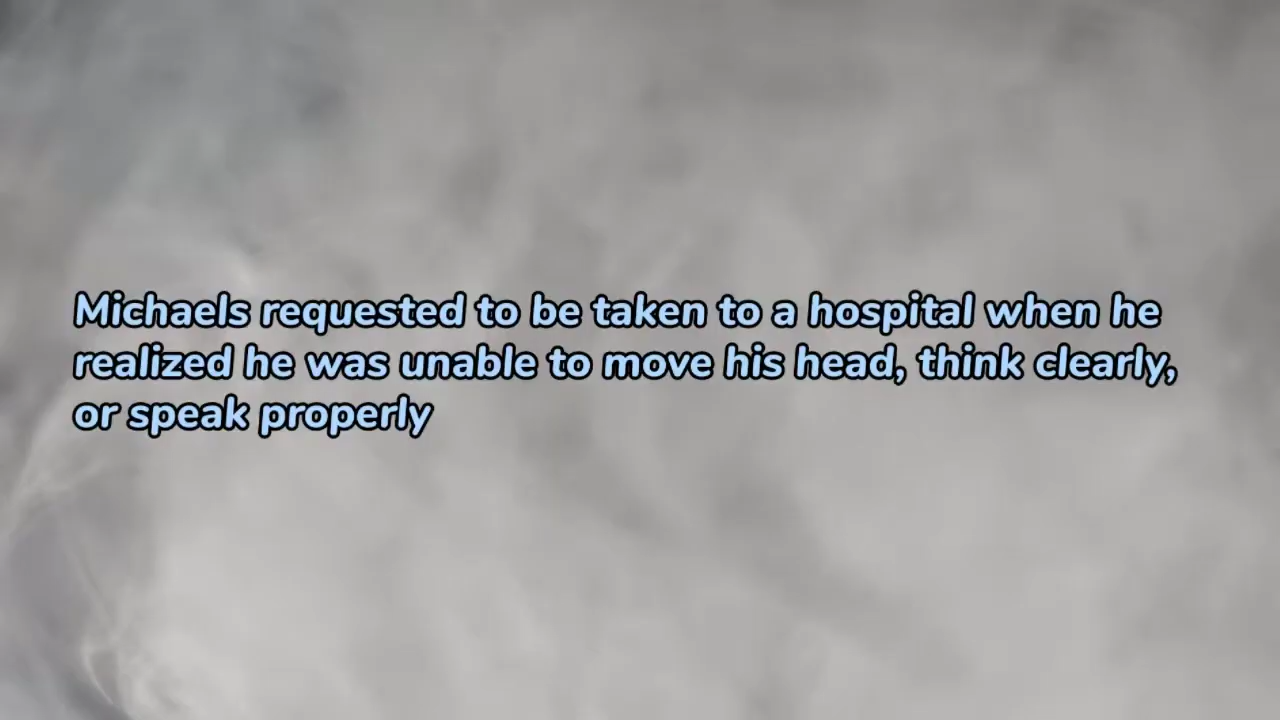 Michaels requested to be taken to a hospital when he
realized he was unable to move his head, think clearly,
or speak properly